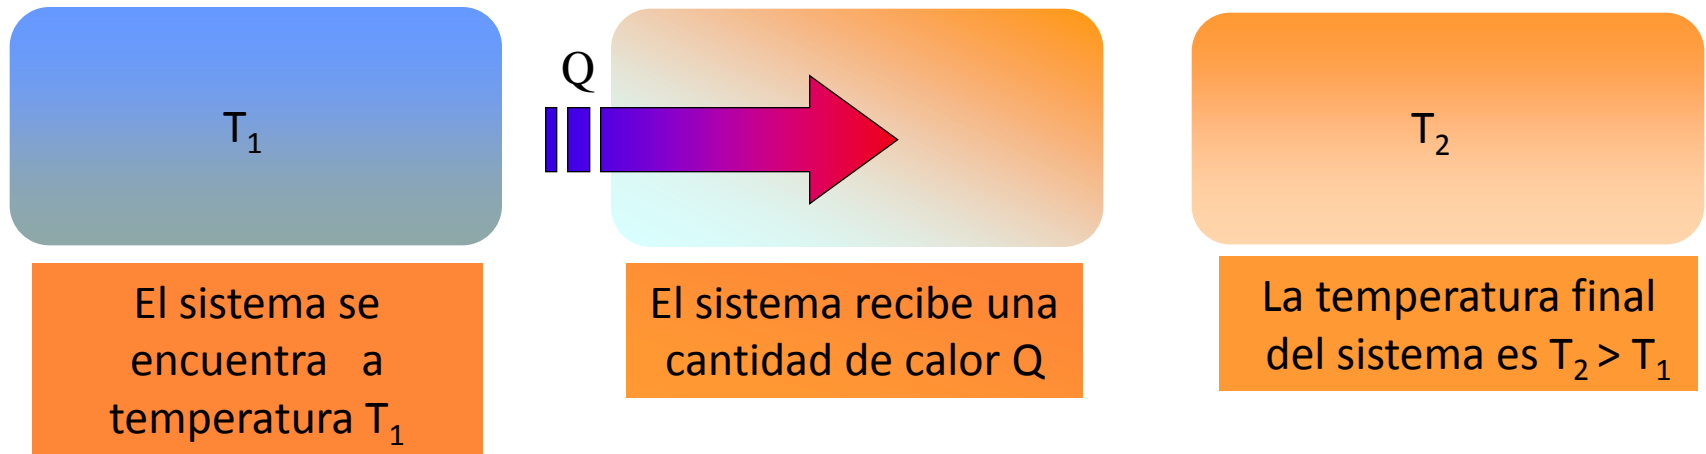 T₁
El sistema se
encuentra a
temperatura T₁
Q
El sistema recibe una
cantidad de calor Q
T₂
La temperatura final
del sistema es T₂ > T₁